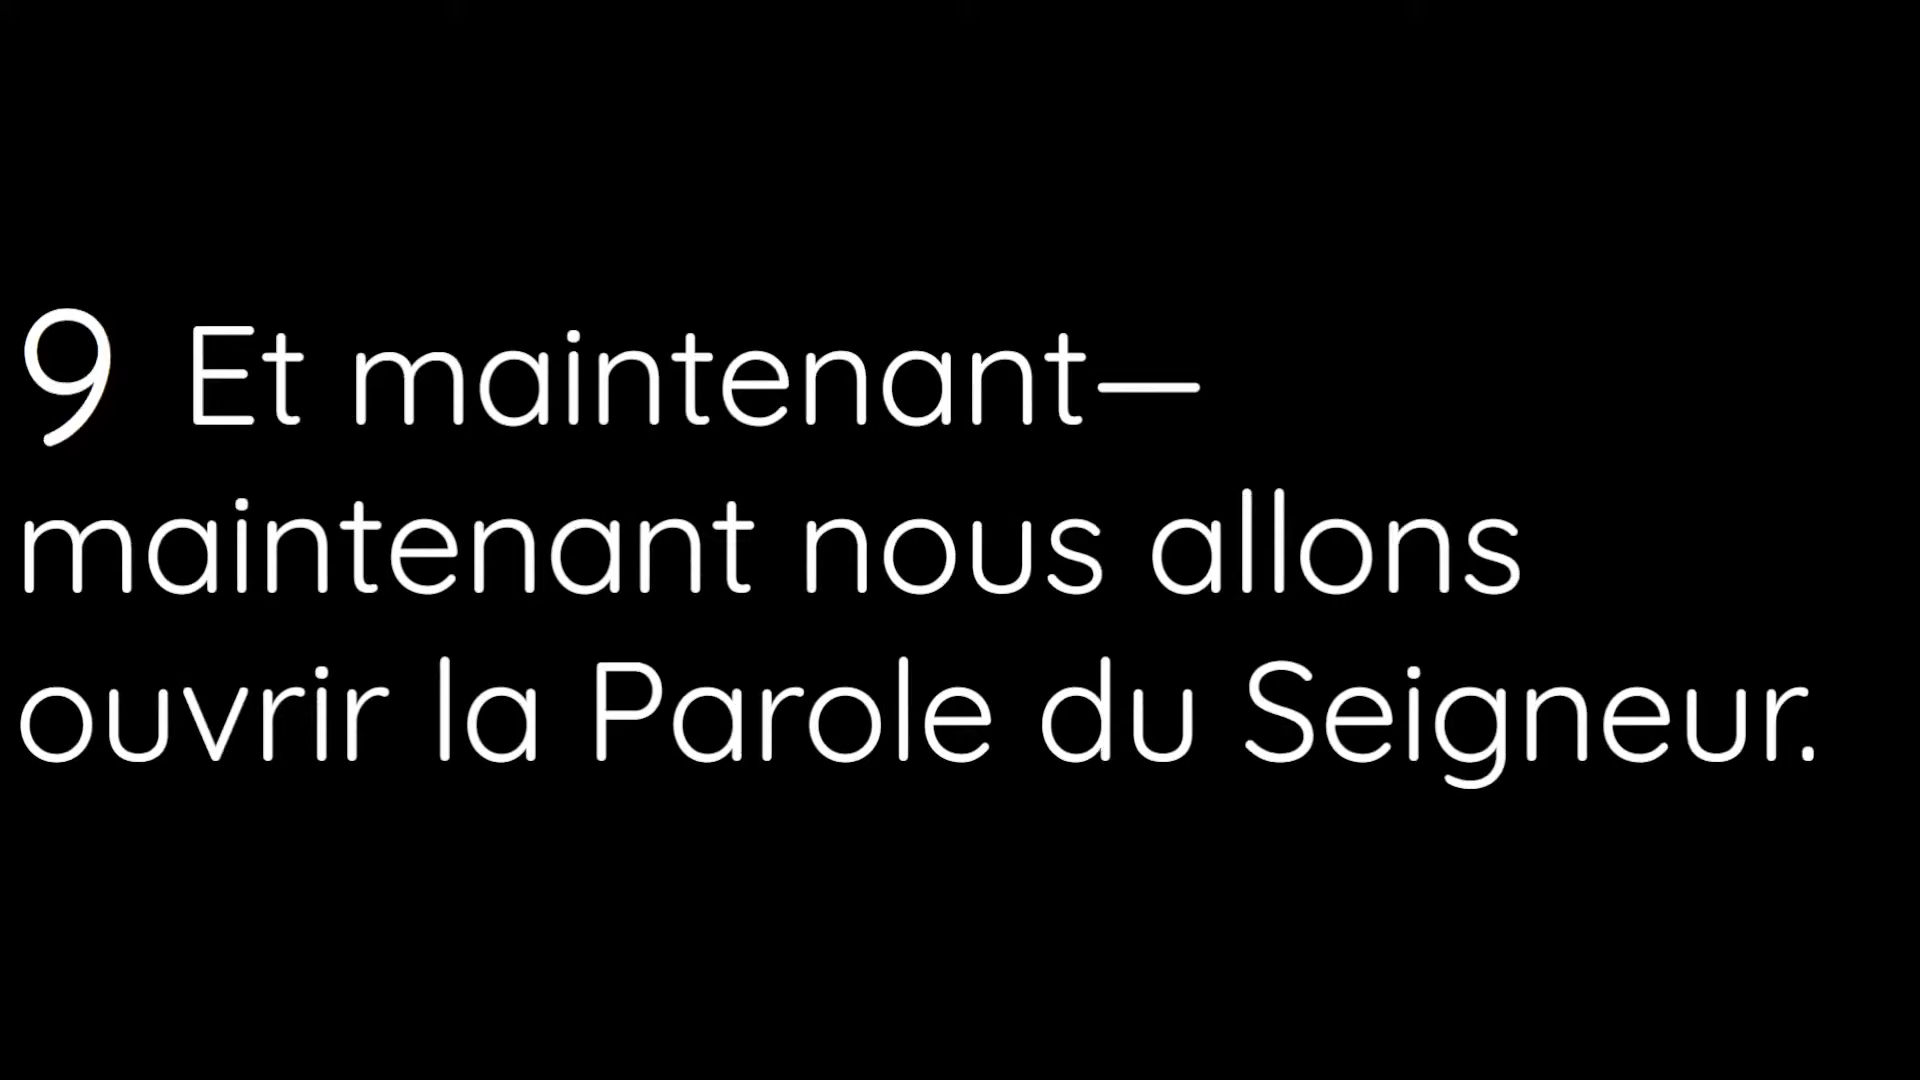 9 Et maintenant—
maintenant nous allons
ouvrir la Parole du Seigneur.